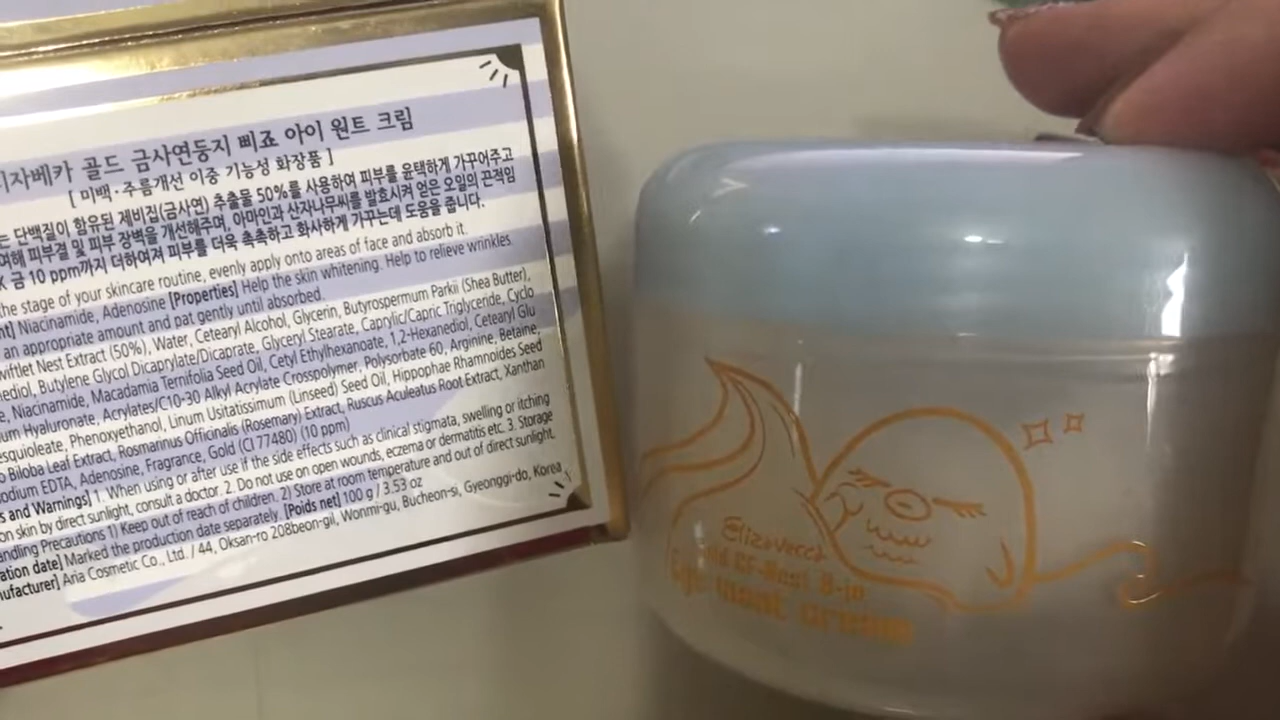 지자베카 골드 금사연둥지 삐죠 아이 원트 크림
[ 미백·주름개선 이중 기능성 화장품 ]
는 단백질이 함유된 제비집(금사연) 추출물 50%를 사용하여 피부를 윤택하게 가꾸어주고
여해 피부결 및 피부 장벽을 개선해주며, 아마인과 산자나무씨를 발효시켜 얻은 오일의 끈적임
K 금 10 ppm까지 더하여져 피부를 더욱 촉촉하고 화사하게 가꾸는데 도움을 줍니다.
the stage of your skincare routine, evenly apply onto areas of face and absorb it.
nt] Niacinamide, Adenosine [Properties] Help the skin whitening. Help to relieve wrinkles.
an appropriate amount and pat gently until absorbed.
wiftlet Nest Extract (50%), Water, Cetearyl Alcohol, Glycerin, Butyrospermum Parkii (Shea Butter),
nediol, Butylene Glycol Dicaprylate/Dicaprate, Glyceryl Stearate, Caprylic/Capric Triglyceride, Cyclo
e, Niacinamide, Macadamia Ternifolia Seed Oil, Cetyl Ethylhexanoate, 1,2-Hexanediol, Cetearyl Glu
um Hyaluronate, Acrylates/C10-30 Alkyl Acrylate Crosspolymer, Polysorbate 60, Arginine, Betaine,
esquioleate, Phenoxyethanol, Linum Usitatissimum (Linseed) Seed Oil, Hippophae Rhamnoides Seed
o Biloba Leaf Extract, Rosmarinus Officinalis (Rosemary) Extract, Ruscus Aculeatus Root Extract, Xanthan
odium EDTA, Adenosine, Fragrance, Gold (CI 77480) (10 ppm)
s and Warnings] 1. When using or after use if the side effects such as clinical stigmata, swelling or itching
on skin by direct sunlight, consult a doctor. 2. Do not use on open wounds, eczema or dermatitis etc. 3. Storage
andling Precautions 1) Keep out of reach of children. 2) Store at room temperature and out of direct sunlight.
ation date] Marked the production date separately. [Poids net] 100 g / 3.53 oz
nufacturer] Aria Cosmetic Co., Ltd. / 44, Oksan-ro 208beon-gil, Wonmi-gu, Bucheon-si, Gyeonggi-do, Korea
Elizavecca
ld CF-Nest B-jo
Eye Want Cream